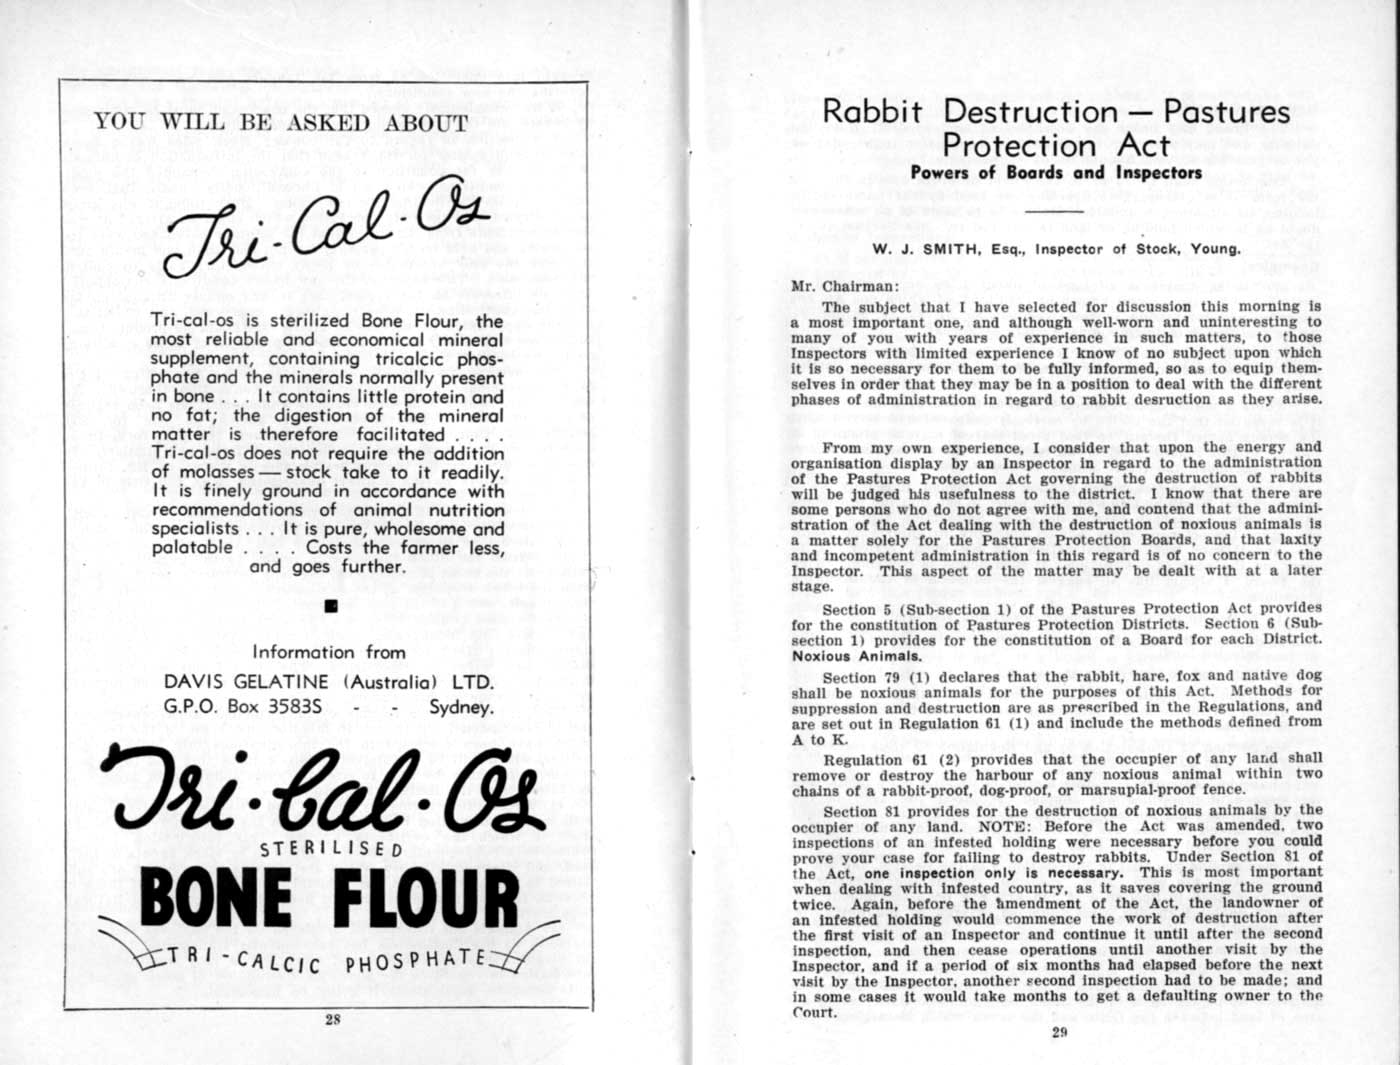 YOU WILL BE ASKED ABOUT
Tri-Cal-Os
Tri-cal-os is sterilized Bone Flour, the
most reliable and economical mineral
supplement, containing tricalcic phos-
phate and the minerals normally present
in bone . . . It contains little protein and
no fat; the digestion of the mineral
matter is therefore facilitated . . . .
Tri-cal-os does not require the addition
of molasses — stock take to it readily.
It is finely ground in accordance with
recommendations of animal nutrition
specialists . . . It is pure, wholesome and
palatable . . . . Costs the farmer less,
and goes further.
Information from
DAVIS GELATINE (Australia) LTD.
G.P.O. Box 3583S - - Sydney.
Tri-Cal-Os
STERILISED
BONE FLOUR
TRI-CALCIC PHOSPHATE
28
Rabbit Destruction — Pastures
Protection Act
Powers of Boards and Inspectors
W. J. SMITH, Esq., Inspector of Stock, Young.
Mr. Chairman:
The subject that I have selected for discussion this morning is
a most important one, and although well-worn and uninteresting to
many of you with years of experience in such matters, to those
Inspectors with limited experience I know of no subject upon which
it is so necessary for them to be fully informed, so as to equip them-
selves in order that they may be in a position to deal with the different
phases of administration in regard to rabbit desruction as they arise.
From my own experience, I consider that upon the energy and
organisation display by an Inspector in regard to the administration
of the Pastures Protection Act governing the destruction of rabbits
will be judged his usefulness to the district. I know that there are
some persons who do not agree with me, and contend that the admini-
stration of the Act dealing with the destruction of noxious animals is
a matter solely for the Pastures Protection Boards, and that laxity
and incompetent administration in this regard is of no concern to the
Inspector. This aspect of the matter may be dealt with at a later
stage.
Section 5 (Sub-section 1) of the Pastures Protection Act provides
for the constitution of Pastures Protection Districts. Section 6 (Sub-
section 1) provides for the constitution of a Board for each District.
Noxious Animals.
Section 79 (1) declares that the rabbit, hare, fox and native dog
shall be noxious animals for the purposes of this Act. Methods for
suppression and destruction are as prescribed in the Regulations, and
are set out in Regulation 61 (1) and include the methods defined from
A to K.
Regulation 61 (2) provides that the occupier of any land shall
remove or destroy the harbour of any noxious animal within two
chains of a rabbit-proof, dog-proof, or marsupial-proof fence.
Section 81 provides for the destruction of noxious animals by the
occupier of any land. NOTE: Before the Act was amended, two
inspections of an infested holding were necessary before you could
prove your case for failing to destroy rabbits. Under Section 81 of
the Act, one inspection only is necessary. This is most important
when dealing with infested country, as it saves covering the ground
twice. Again, before the amendment of the Act, the landowner of
an infested holding would commence the work of destruction after
the first visit of an Inspector and continue it until after the second
inspection, and then cease operations until another visit by the
Inspector, and if a period of six months had elapsed before the next
visit by the Inspector, another second inspection had to be made; and
in some cases it would take months to get a defaulting owner to the
Court.
29